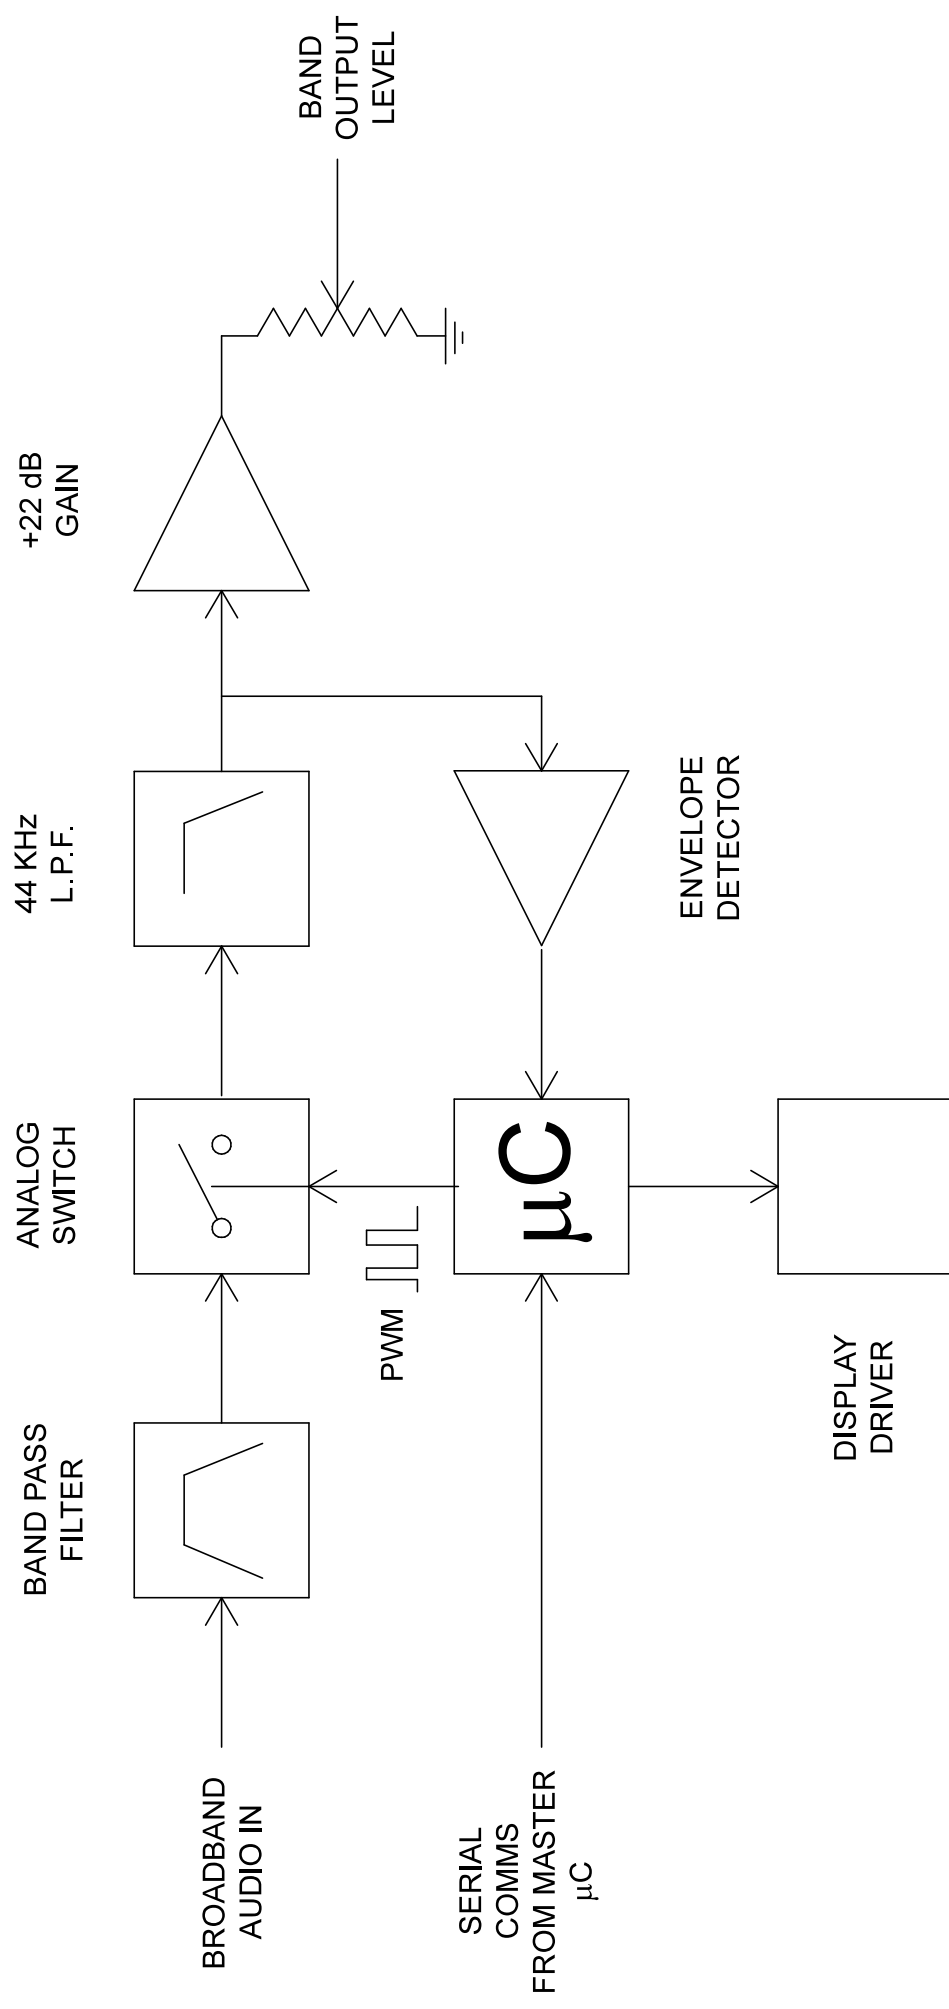 BROADBAND
AUDIO IN
BAND PASS
FILTER
ANALOG
SWITCH
44 KHz
L.P.F.
+22 dB
GAIN
BAND
OUTPUT
LEVEL
PWM
SERIAL
COMMS
FROM MASTER
µC
µC
ENVELOPE
DETECTOR
DISPLAY
DRIVER